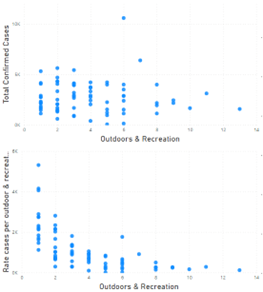 10K
5K
0K
Total Confirmed Cases
0 2 4 6 8 10 12 14
Outdoors & Recreation
6K
4K
2K
0K
Rate cases per outdoor & recreat..
0 2 4 6 8 10 12 14
Outdoors & Recreation